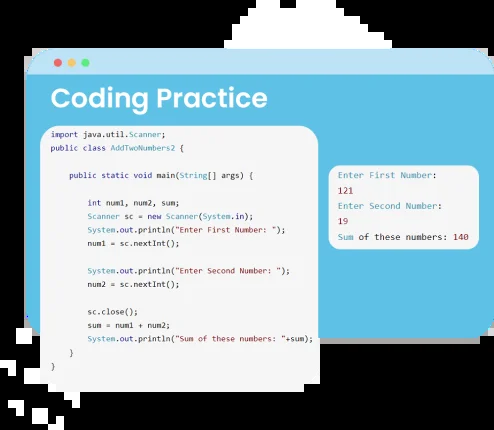 Coding Practice
import java.util.Scanner;
public class AddTwoNumbers2 {
public static void main(String[] args) {
int num1, num2, sum;
Scanner sc = new Scanner(System.in);
System.out.println("Enter First Number: ");
num1 = sc.nextInt();
System.out.println("Enter Second Number: ");
num2 = sc.nextInt();
sc.close();
sum = num1 + num2;
System.out.println("Sum of these numbers: "+sum);
}
}
Enter First Number:
121
Enter Second Number:
19
Sum of these numbers: 140